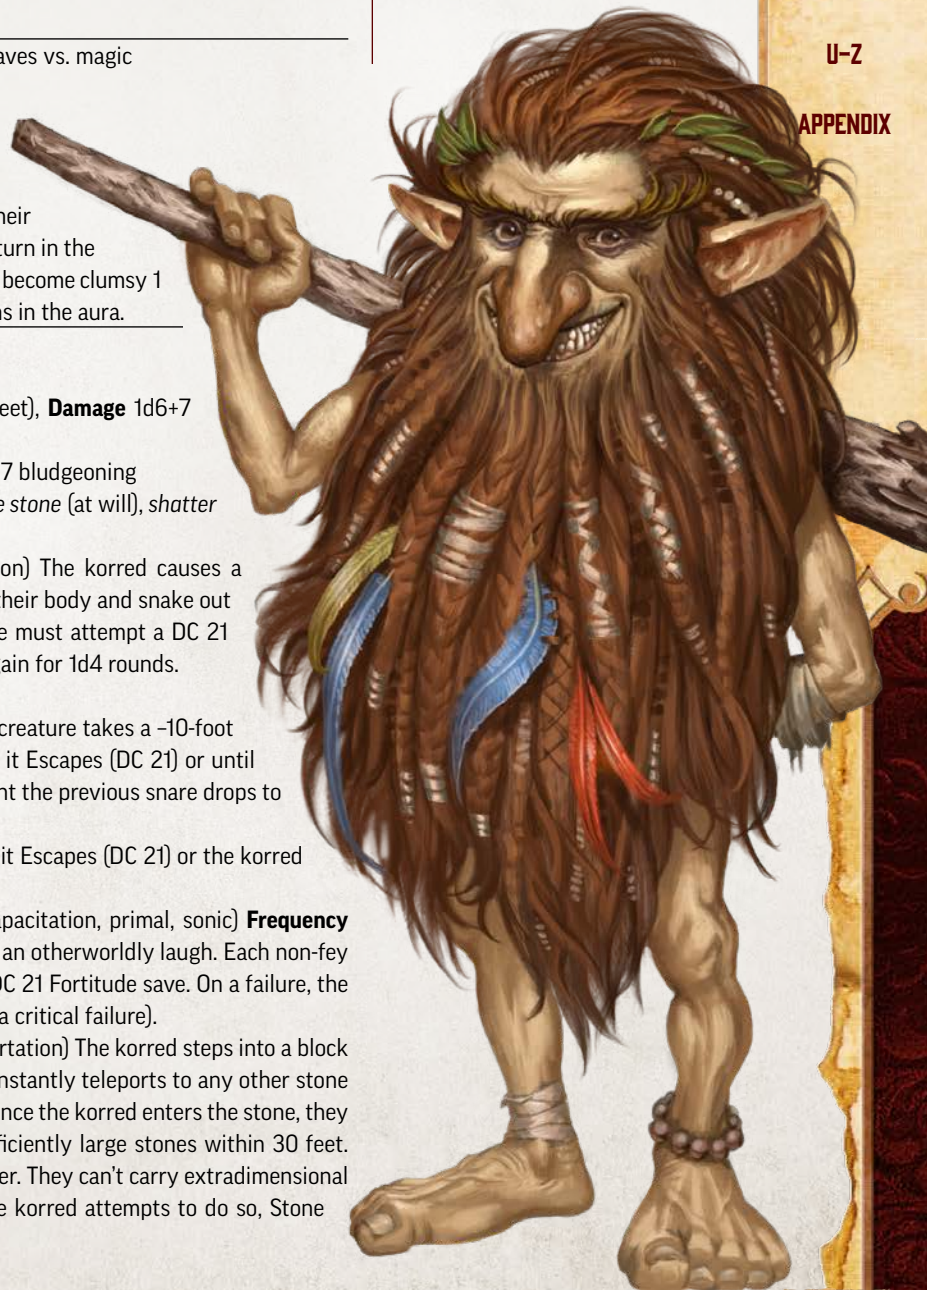 aves vs. magic
heir
turn in the
become clumsy 1
ns in the aura.
eet), Damage 1d6+7
7 bludgeoning
e stone (at will), shatter
on) The korred causes a
their body and snake out
e must attempt a DC 21
gain for 1d4 rounds.
creature takes a –10-foot
it Escapes (DC 21) or until
nt the previous snare drops to
it Escapes (DC 21) or the korred
apacitation, primal, sonic) Frequency
an otherworldly laugh. Each non-fey
DC 21 Fortitude save. On a failure, the
a critical failure).
rtation) The korred steps into a block
nstantly teleports to any other stone
nce the korred enters the stone, they
ficiently large stones within 30 feet.
er. They can't carry extradimensional
e korred attempts to do so, Stone
U–Z
APPENDIX